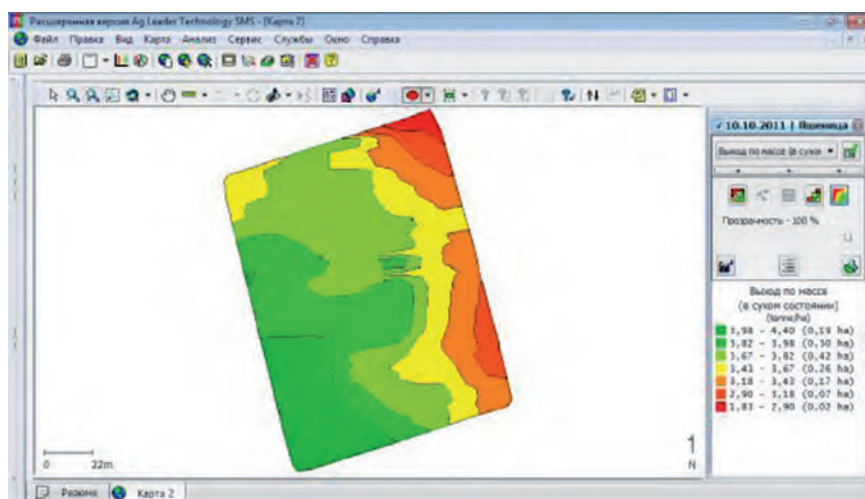 Расширенная версия Ag Leader Technology SMS - [Карта 2]
Файл Правка Вид Карта Анализ Сервис Службы Окно Справка
10.10.2011 | Пшеница
Выход по массе (в сухом
Прозрачность - 100 %
Выход по массе
(в сухом состоянии)
(tonne/ha)
3,98 - 4,40 (0,19 ha)
3,82 - 3,98 (0,30 ha)
3,67 - 3,82 (0,42 ha)
3,43 - 3,67 (0,26 ha)
3,18 - 3,43 (0,17 ha)
2,90 - 3,18 (0,07 ha)
1,83 - 2,90 (0,02 ha)
0 22m
N
Резюме Карта 2